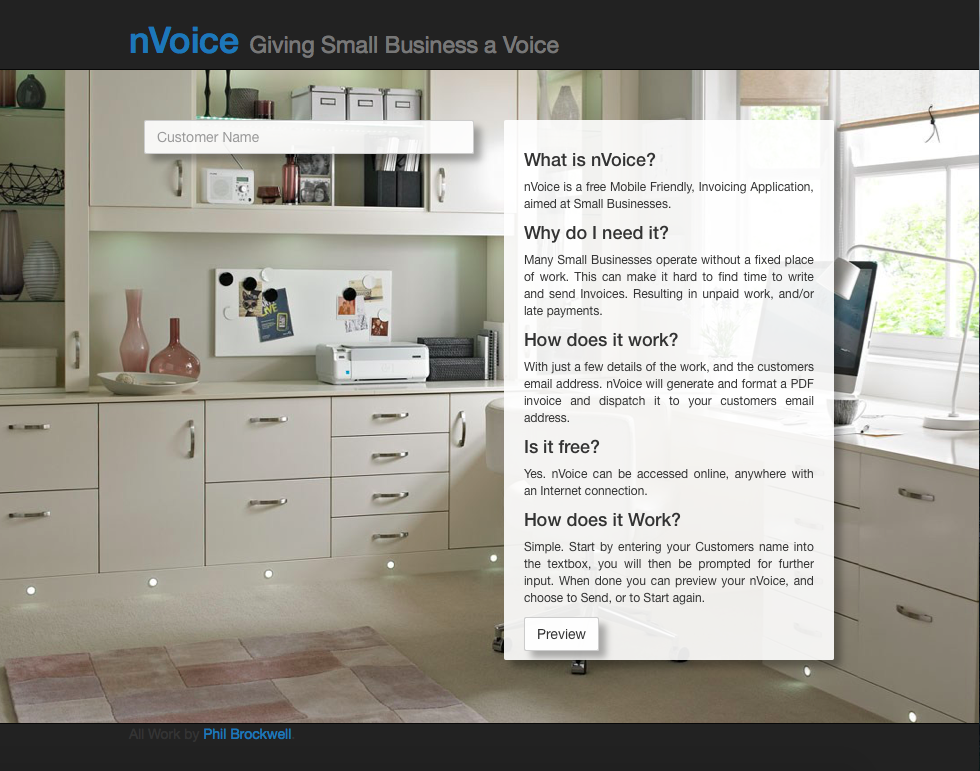 nVoice Giving Small Business a Voice
Customer Name
What is nVoice?
nVoice is a free Mobile Friendly, Invoicing Application,
aimed at Small Businesses.
Why do I need it?
Many Small Businesses operate without a fixed place
of work. This can make it hard to find time to write
and send Invoices. Resulting in unpaid work, and/or
late payments.
How does it work?
With just a few details of the work, and the customers
email address. nVoice will generate and format a PDF
invoice and dispatch it to your customers email
address.
Is it free?
Yes. nVoice can be accessed online, anywhere with
an Internet connection.
How does it Work?
Simple. Start by entering your Customers name into
the textbox, you will then be prompted for further
input. When done you can preview your nVoice, and
choose to Send, or to Start again.
Preview
All Work by Phil Brockwell.